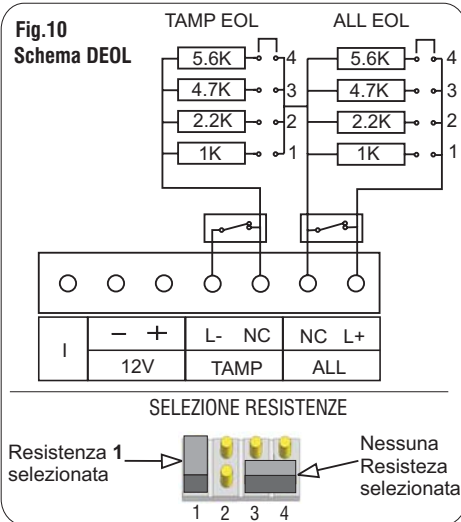 Fig.10
Schema DEOL
TAMP EOL
ALL EOL
5.6K 4 5.6K 4
4.7K 3 4.7K 3
2.2K 2 2.2K 2
1K 1 1K 1
I − + L- NC NC L+
12V TAMP ALL
SELEZIONE RESISTENZE
Resistenza 1
selezionata
Nessuna
Resisteza
selezionata
1 2 3 4